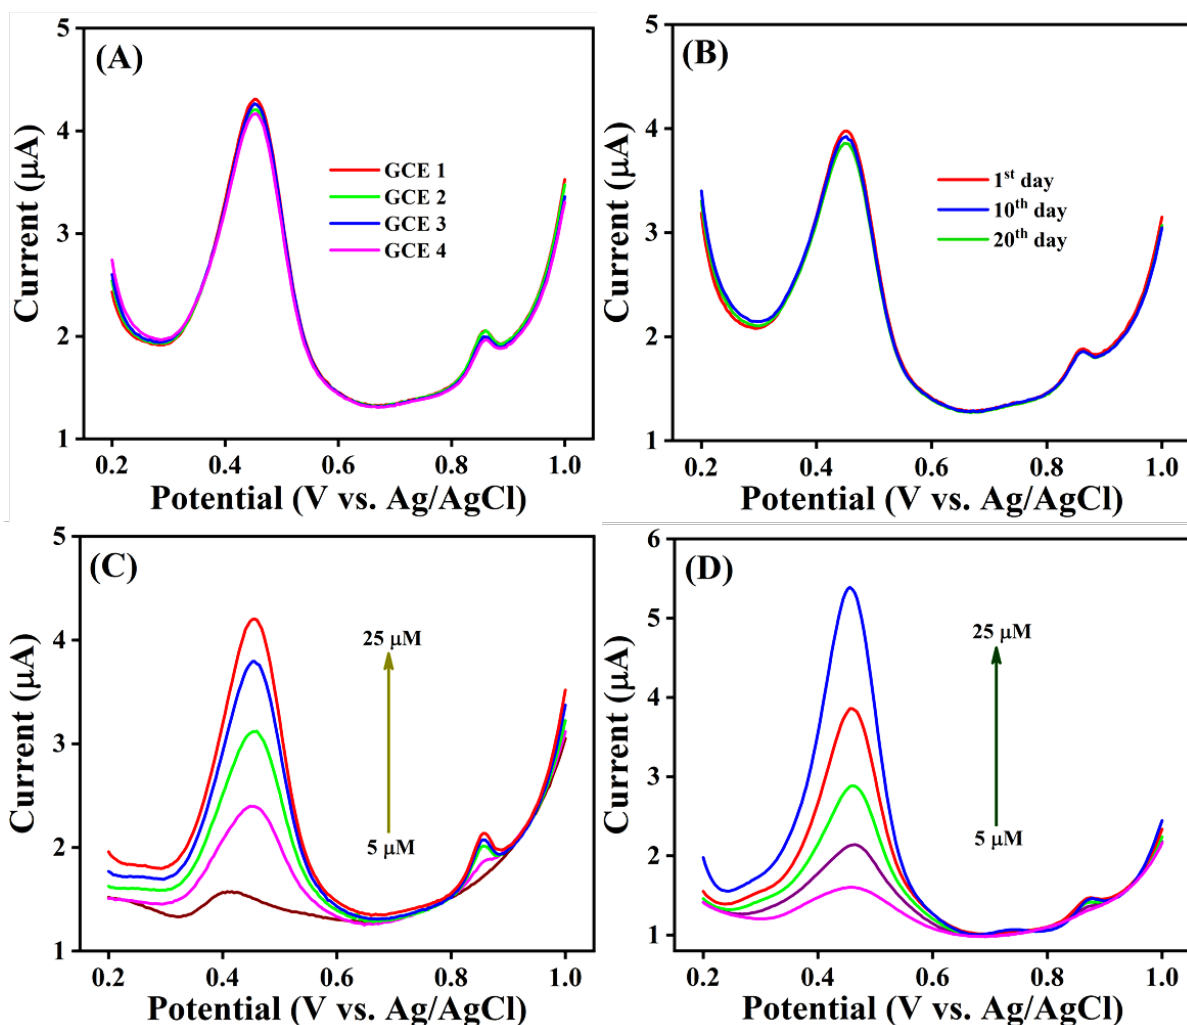 (A)
5
4
3
2
1
Current (μA)
GCE 1
GCE 2
GCE 3
GCE 4
0.2 0.4 0.6 0.8 1.0
Potential (V vs. Ag/AgCl)
(B)
5
4
3
2
1
Current (μA)
1st day
10th day
20th day
0.2 0.4 0.6 0.8 1.0
Potential (V vs. Ag/AgCl)
(C)
5
4
3
2
1
Current (μA)
25 μM
5 μM
0.2 0.4 0.6 0.8 1.0
Potential (V vs. Ag/AgCl)
(D)
6
5
4
3
2
1
Current (μA)
25 μM
5 μM
0.2 0.4 0.6 0.8 1.0
Potential (V vs. Ag/AgCl)